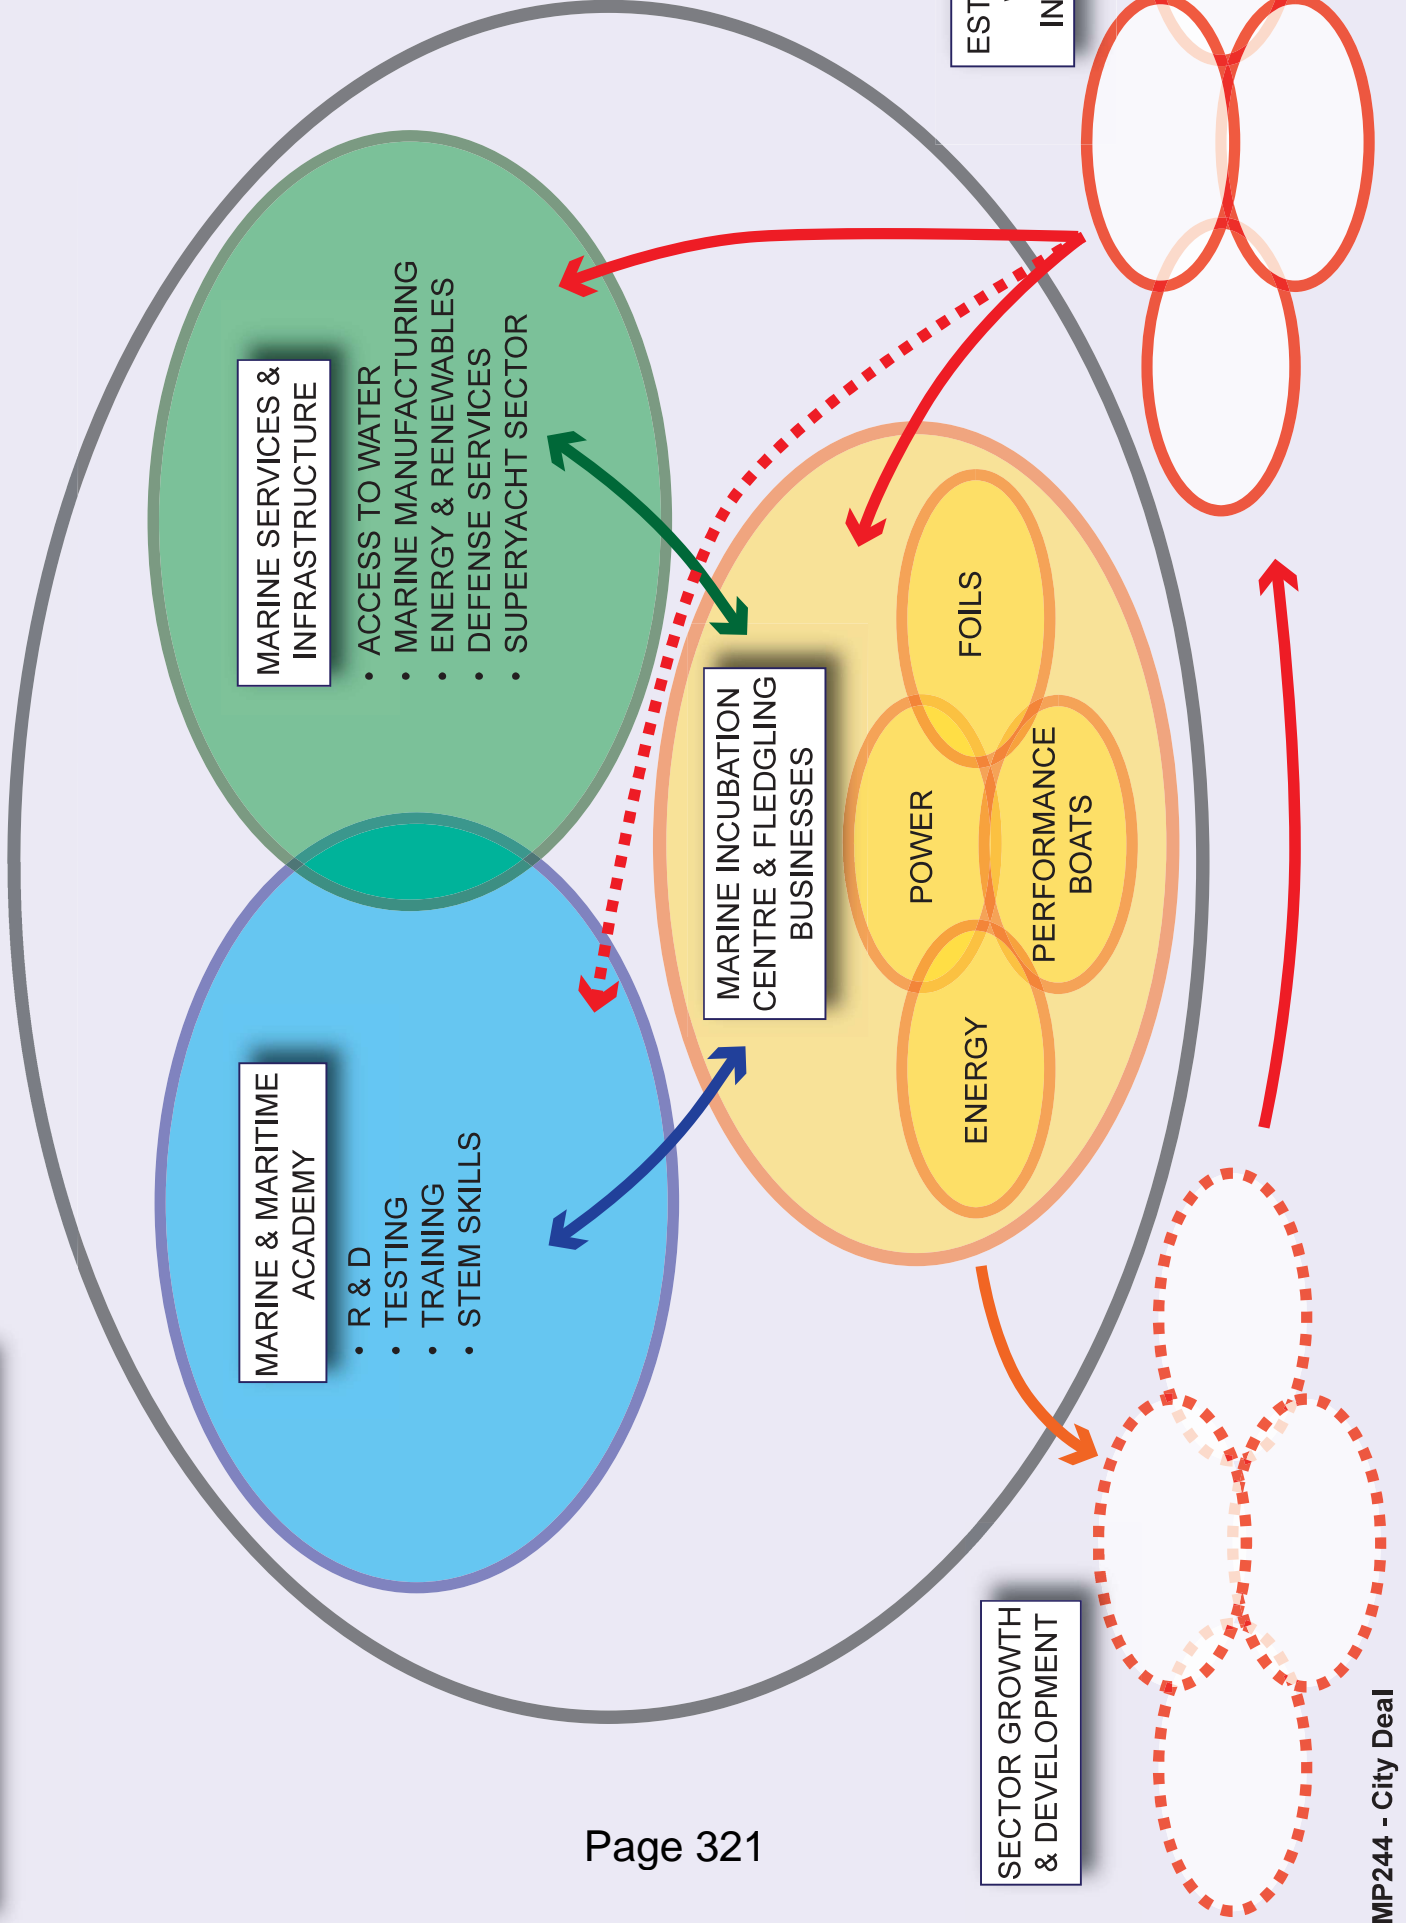 MARINE & MARITIME
ACADEMY
• R & D
• TESTING
• TRAINING
• STEM SKILLS
MARINE SERVICES &
INFRASTRUCTURE
• ACCESS TO WATER
• MARINE MANUFACTURING
• ENERGY & RENEWABLES
• DEFENSE SERVICES
• SUPERYACHT SECTOR
MARINE INCUBATION
CENTRE & FLEDGLING
BUSINESSES
ENERGY
POWER
PERFORMANCE
BOATS
FOILS
SECTOR GROWTH
& DEVELOPMENT
EST
IN
MP244 - City Deal
Page 321